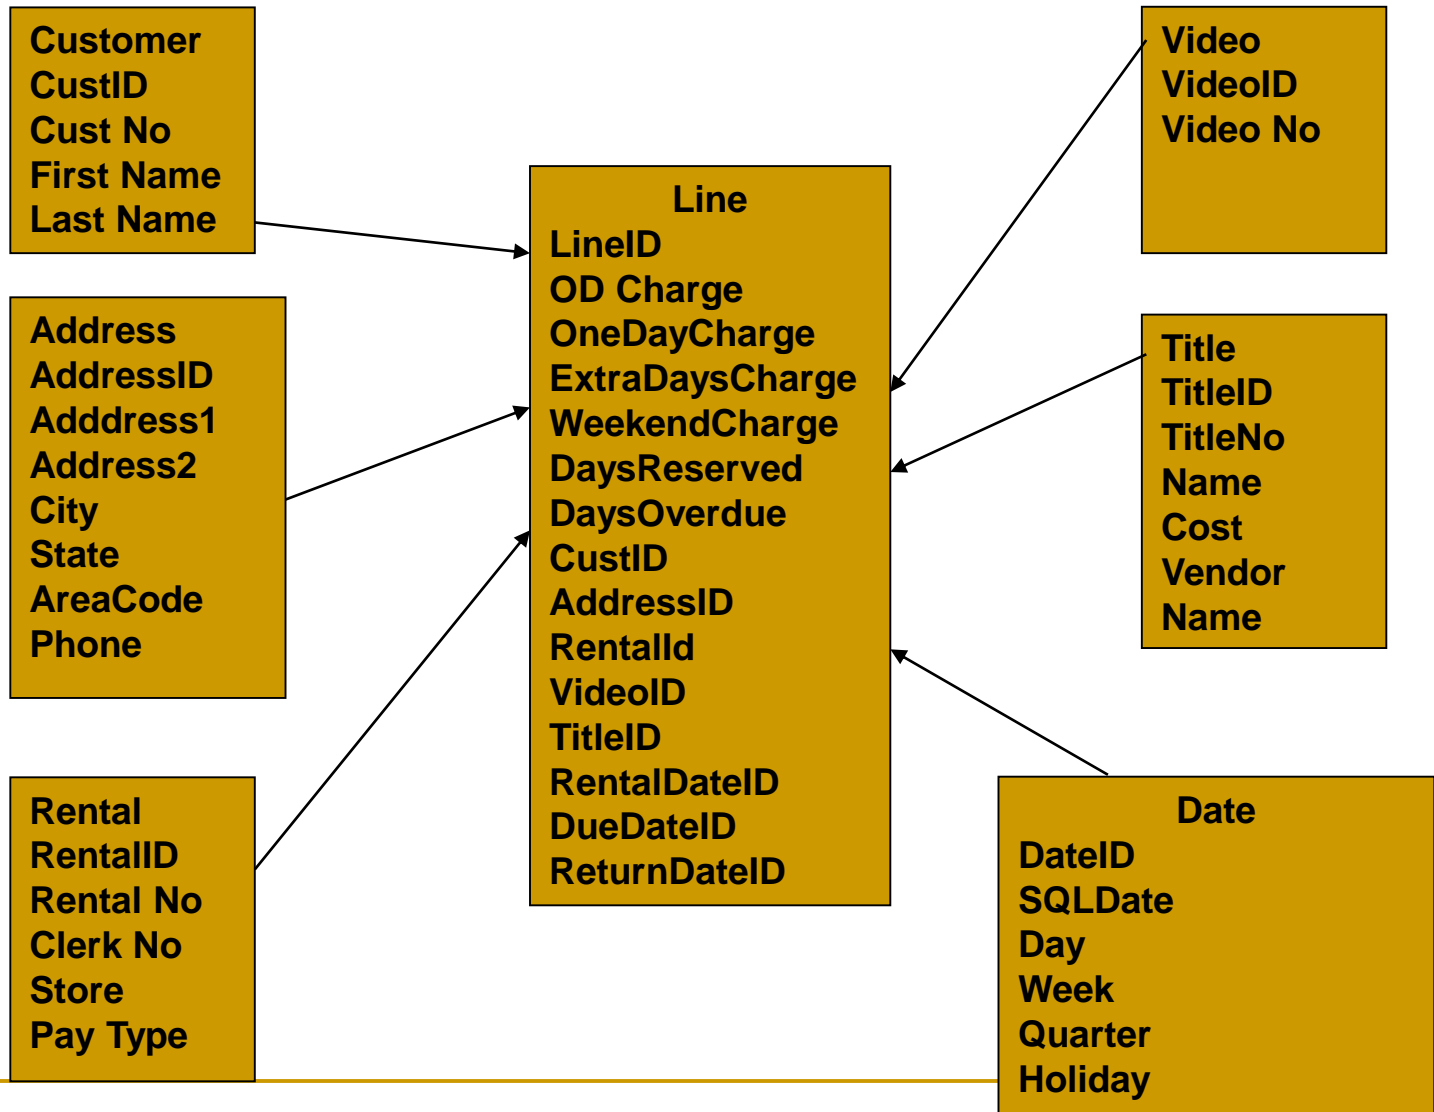 Customer
CustID
Cust No
First Name
Last Name
Address
AddressID
Adddress1
Address2
City
State
AreaCode
Phone
Rental
RentalID
Rental No
Clerk No
Store
Pay Type
Line
LineID
OD Charge
OneDayCharge
ExtraDaysCharge
WeekendCharge
DaysReserved
DaysOverdue
CustID
AddressID
RentalId
VideoID
TitleID
RentalDateID
DueDateID
ReturnDateID
Video
VideoID
Video No
Title
TitleID
TitleNo
Name
Cost
Vendor
Name
Date
DateID
SQLDate
Day
Week
Quarter
Holiday